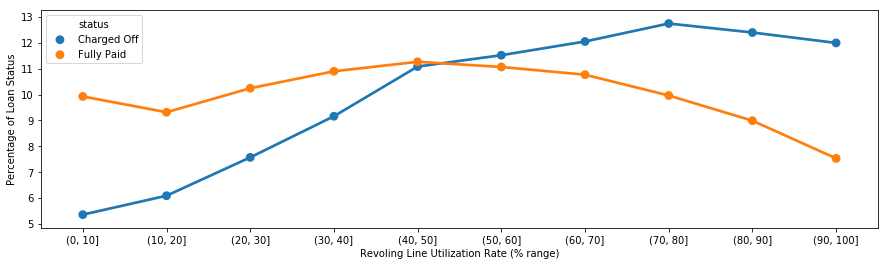 status
Charged Off
Fully Paid
Percentage of Loan Status
13
12
11
10
9
8
7
6
5
(0, 10] (10, 20] (20, 30] (30, 40] (40, 50] (50, 60] (60, 70] (70, 80] (80, 90] (90, 100]
Revoling Line Utilization Rate (% range)